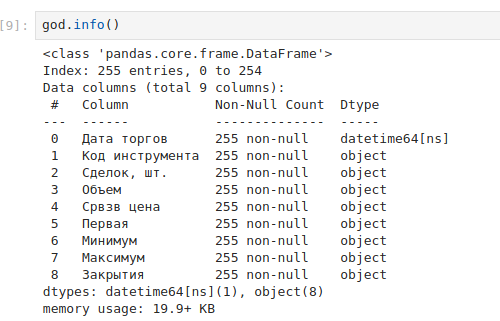 [9]: god.info()
<class 'pandas.core.frame.DataFrame'>
Index: 255 entries, 0 to 254
Data columns (total 9 columns):
 #   Column          Non-Null Count  Dtype
---  ------          --------------  -----
 0   Дата торгов     255 non-null    datetime64[ns]
 1   Код инструмента 255 non-null    object
 2   Сделок, шт.     255 non-null    object
 3   Объем           255 non-null    object
 4   Срвзв цена      255 non-null    object
 5   Первая          255 non-null    object
 6   Минимум         255 non-null    object
 7   Максимум        255 non-null    object
 8   Закрытия        255 non-null    object
dtypes: datetime64[ns](1), object(8)
memory usage: 19.9+ KB